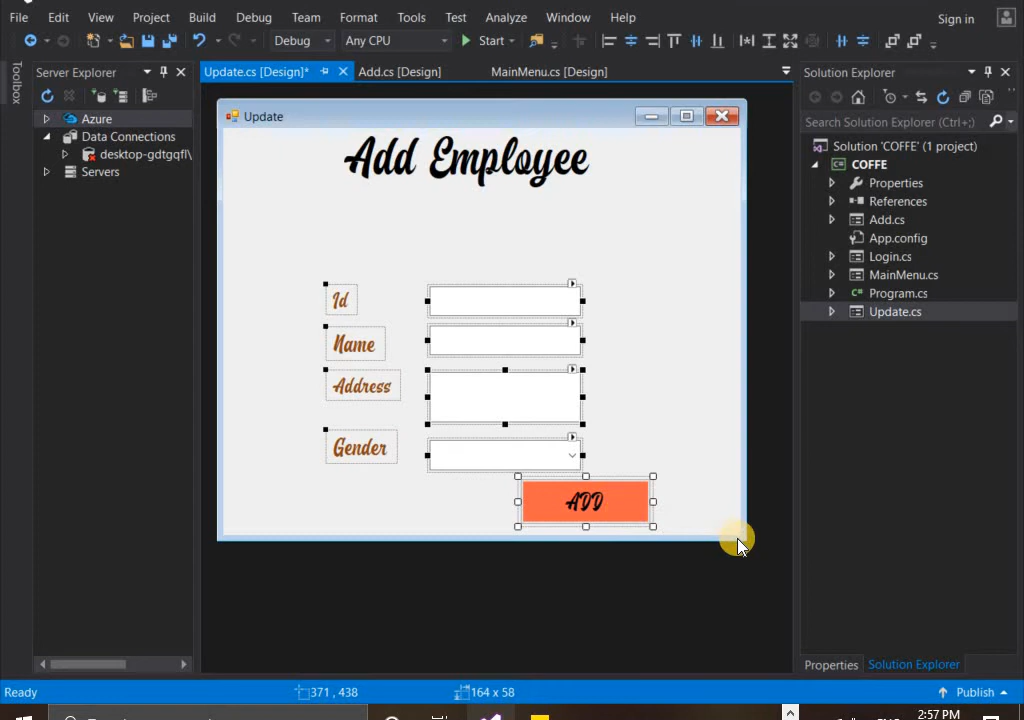 File Edit View Project Build Debug Team Format Tools Test Analyze Window Help Sign in
Debug Any CPU Start
Toolbox
Server Explorer
Update.cs [Design]* Add.cs [Design] MainMenu.cs [Design]
Solution Explorer
Search Solution Explorer (Ctrl+;)
Azure
Data Connections
desktop-gdtgqfl\
Servers
Update
Add Employee
Id
Name
Address
Gender
ADD
Solution 'COFFE' (1 project)
COFFE
Properties
References
Add.cs
App.config
Login.cs
MainMenu.cs
Program.cs
Update.cs
Properties Solution Explorer
Ready 371 , 438 164 x 58 Publish
2:57 PM